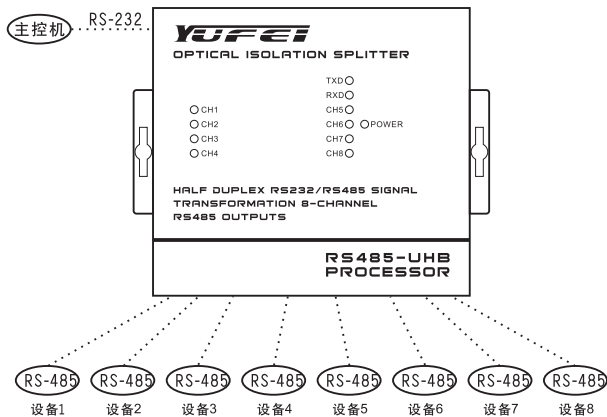 主控机
RS-232
YUFEI
OPTICAL ISOLATION SPLITTER
TXD
RXD
CH1 CH5
CH2 CH6 POWER
CH3 CH7
CH4 CH8
HALF DUPLEX RS232/RS485 SIGNAL
TRANSFORMATION 8-CHANNEL
RS485 OUTPUTS
RS485-UHB
PROCESSOR
RS-485 RS-485 RS-485 RS-485 RS-485 RS-485 RS-485 RS-485
设备1 设备2 设备3 设备4 设备5 设备6 设备7 设备8